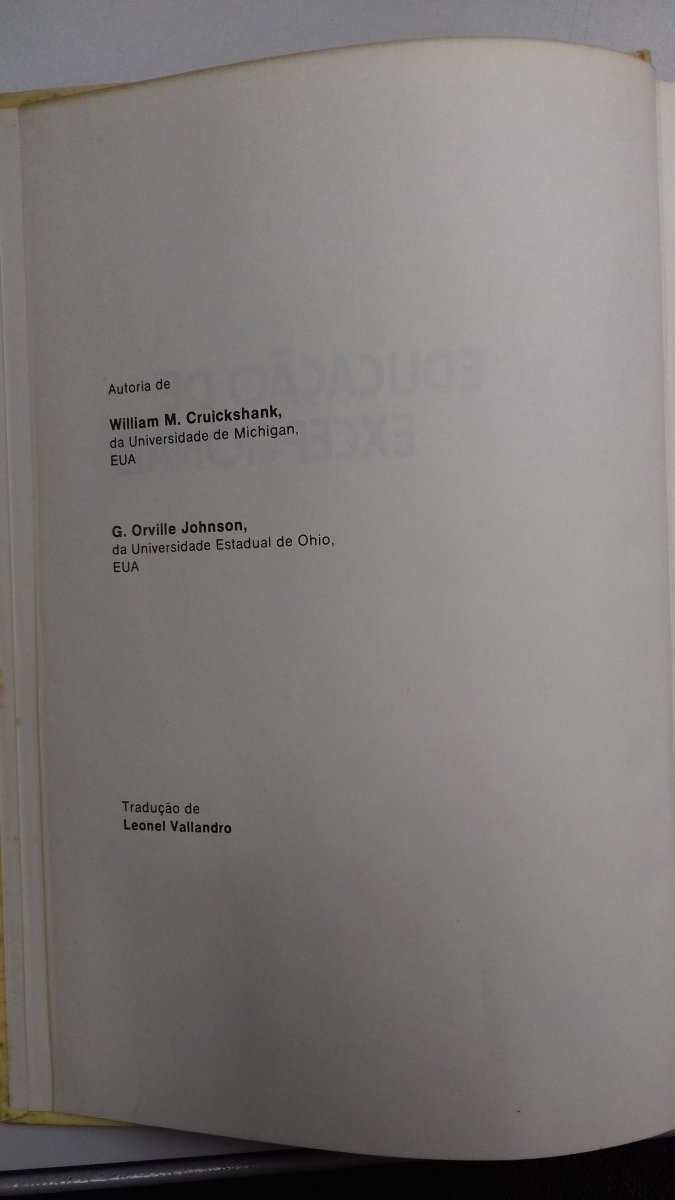 Autoria de
William M. Cruickshank,
da Universidade de Michigan,
EUA
G. Orville Johnson,
da Universidade Estadual de Ohio,
EUA
Tradução de
Leonel Vallandro